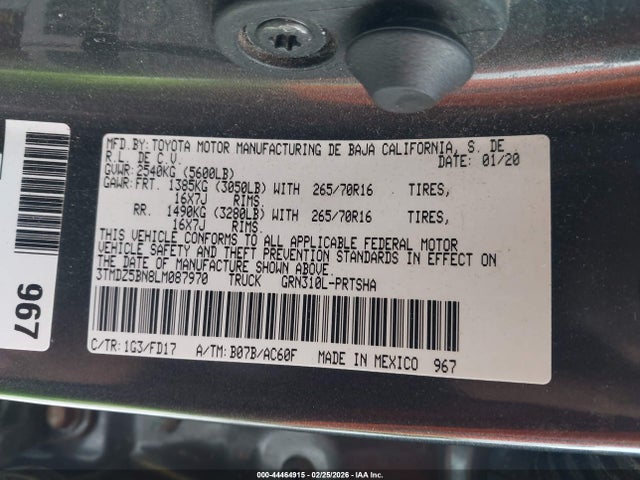 MFD.BY:TOYOTA MOTOR MANUFACTURING DE BAJA CALIFORNIA, S. DE
R.L. DE C.V. DATE: 01/20
GVWR:2540KG (5600LB)
GAWR:FRT. 1385KG (3050LB) WITH 265/70R16 TIRES,
16X7J RIMS.
RR. 1490KG (3280LB) WITH 265/70R16 TIRES,
16X7J RIMS.
THIS VEHICLE CONFORMS TO ALL APPLICABLE FEDERAL MOTOR
VEHICLE SAFETY AND THEFT PREVENTION STANDARDS IN EFFECT ON
THE DATE OF MANUFACTURE SHOWN ABOVE.
3TMDZ5BN8LM087970 TRUCK GRN310L-PRTSHA
C/TR:1G3/FD17 A/TM:B07B/AC60F MADE IN MEXICO 967
967
000-44464915 - 02/25/2026 - IAA Inc.